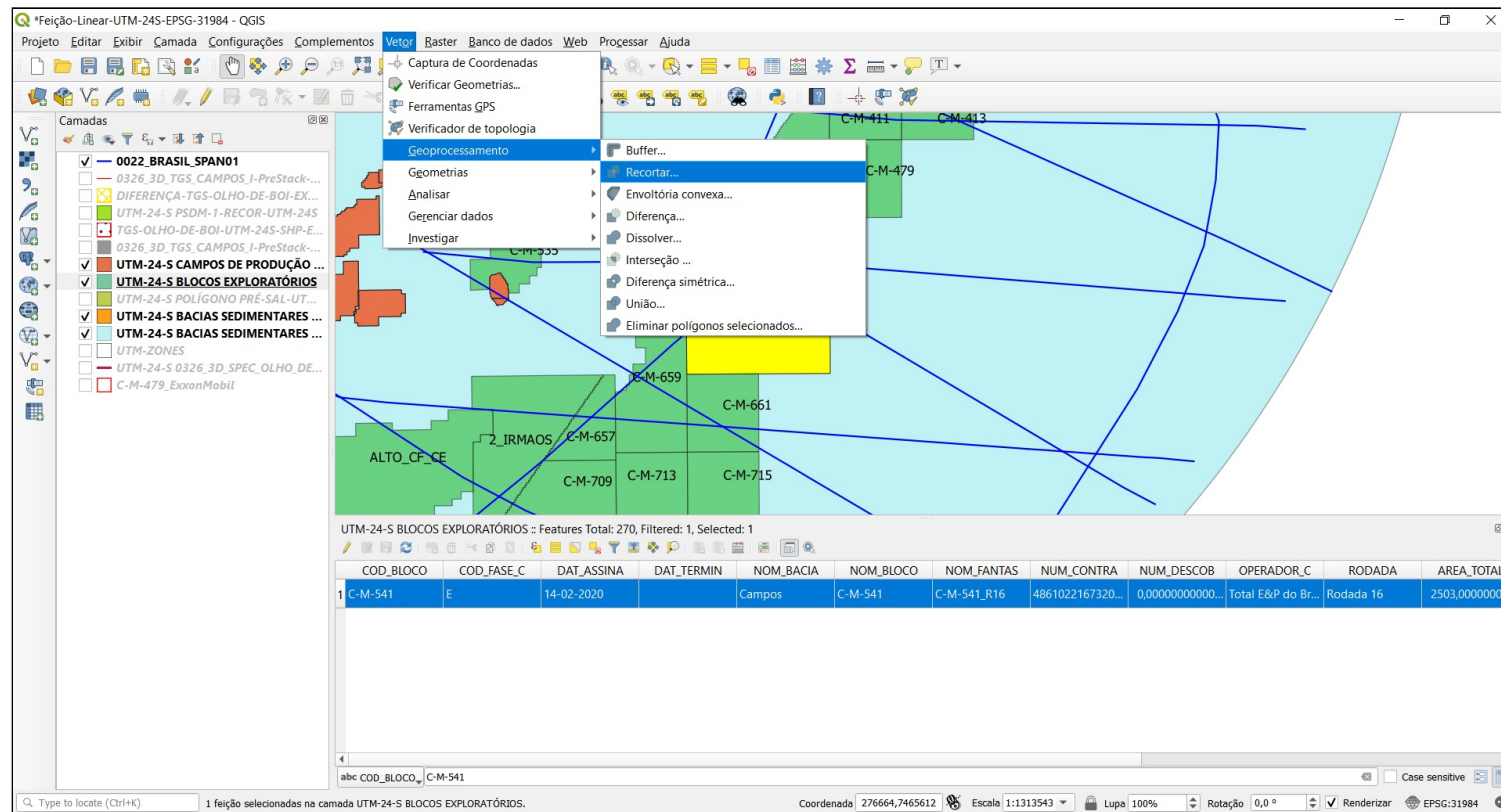 *Feição-Linear-UTM-24S-EPSG-31984 - QGIS
Projeto Editar Exibir Camada Configurações Complementos Vetor Raster Banco de dados Web Processar Ajuda
Captura de Coordenadas
Verificar Geometrias...
Ferramentas GPS
Verificador de topologia
Geoprocessamento
Geometrias
Analisar
Gerenciar dados
Investigar
Buffer...
Recortar...
Envoltória convexa...
Diferença...
Dissolver...
Interseção ...
Diferença simétrica...
União...
Eliminar polígonos selecionados...
Camadas
0022_BRASIL_SPAN01
0326_3D_TGS_CAMPOS_I-PreStack-...
DIFERENÇA-TGS-OLHO-DE-BOI-EX...
UTM-24-S PSDM-1-RECOR-UTM-24S
TGS-OLHO-DE-BOI-UTM-24S-SHP-E...
0326_3D_TGS_CAMPOS_I-PreStack-...
UTM-24-S CAMPOS DE PRODUÇÃO ...
UTM-24-S BLOCOS EXPLORATÓRIOS
UTM-24-S POLÍGONO PRÉ-SAL-UT...
UTM-24-S BACIAS SEDIMENTARES ...
UTM-24-S BACIAS SEDIMENTARES ...
UTM-ZONES
UTM-24-S 0326_3D_SPEC_OLHO_DE...
C-M-479_ExxonMobil
C-M-411 C-M-413
C-M-479
C-M-535
C-M-659
C-M-661
2_IRMAOS C-M-657
ALTO_CF_CE
C-M-709 C-M-713 C-M-715
UTM-24-S BLOCOS EXPLORATÓRIOS :: Features Total: 270, Filtered: 1, Selected: 1
COD_BLOCO COD_FASE_C DAT_ASSINA DAT_TERMIN NOM_BACIA NOM_BLOCO NOM_FANTAS NUM_CONTRA NUM_DESCOB OPERADOR_C RODADA AREA_TOTAL
1 C-M-541 E 14-02-2020 Campos C-M-541 C-M-541_R16 4861022167320... 0,00000000000... Total E&P do Br... Rodada 16 2503,0000000
abc COD_BLOCO C-M-541 Case sensitive
Type to locate (Ctrl+K) 1 feição selecionadas na camada UTM-24-S BLOCOS EXPLORATÓRIOS. Coordenada 276664,7465612 Escala 1:1313543 Lupa 100% Rotação 0,0 ° Renderizar EPSG:31984